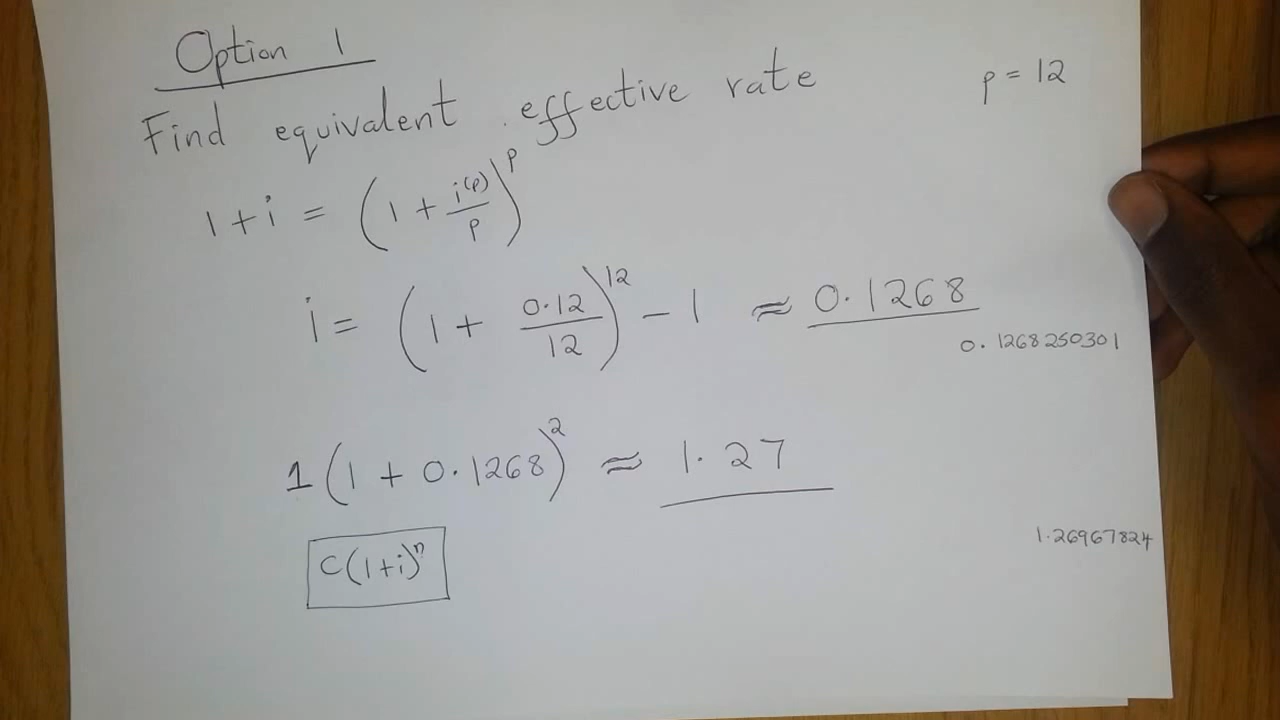 Option 1
Find equivalent effective rate
p = 12
1 + i = (1 + i^(p)/p)^p
i = (1 + 0.12/12)^12 - 1 ≈ 0.1268
0.1268250301
1(1 + 0.1268)^2 ≈ 1.27
1.26967824
C(1+i)^n